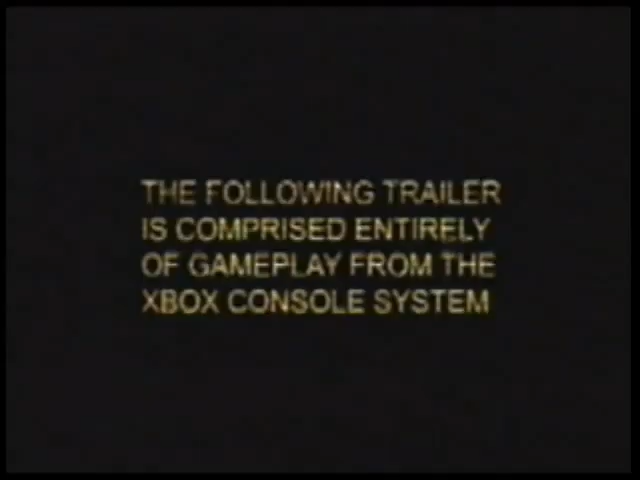 THE FOLLOWING TRAILER
IS COMPRISED ENTIRELY
OF GAMEPLAY FROM THE
XBOX CONSOLE SYSTEM